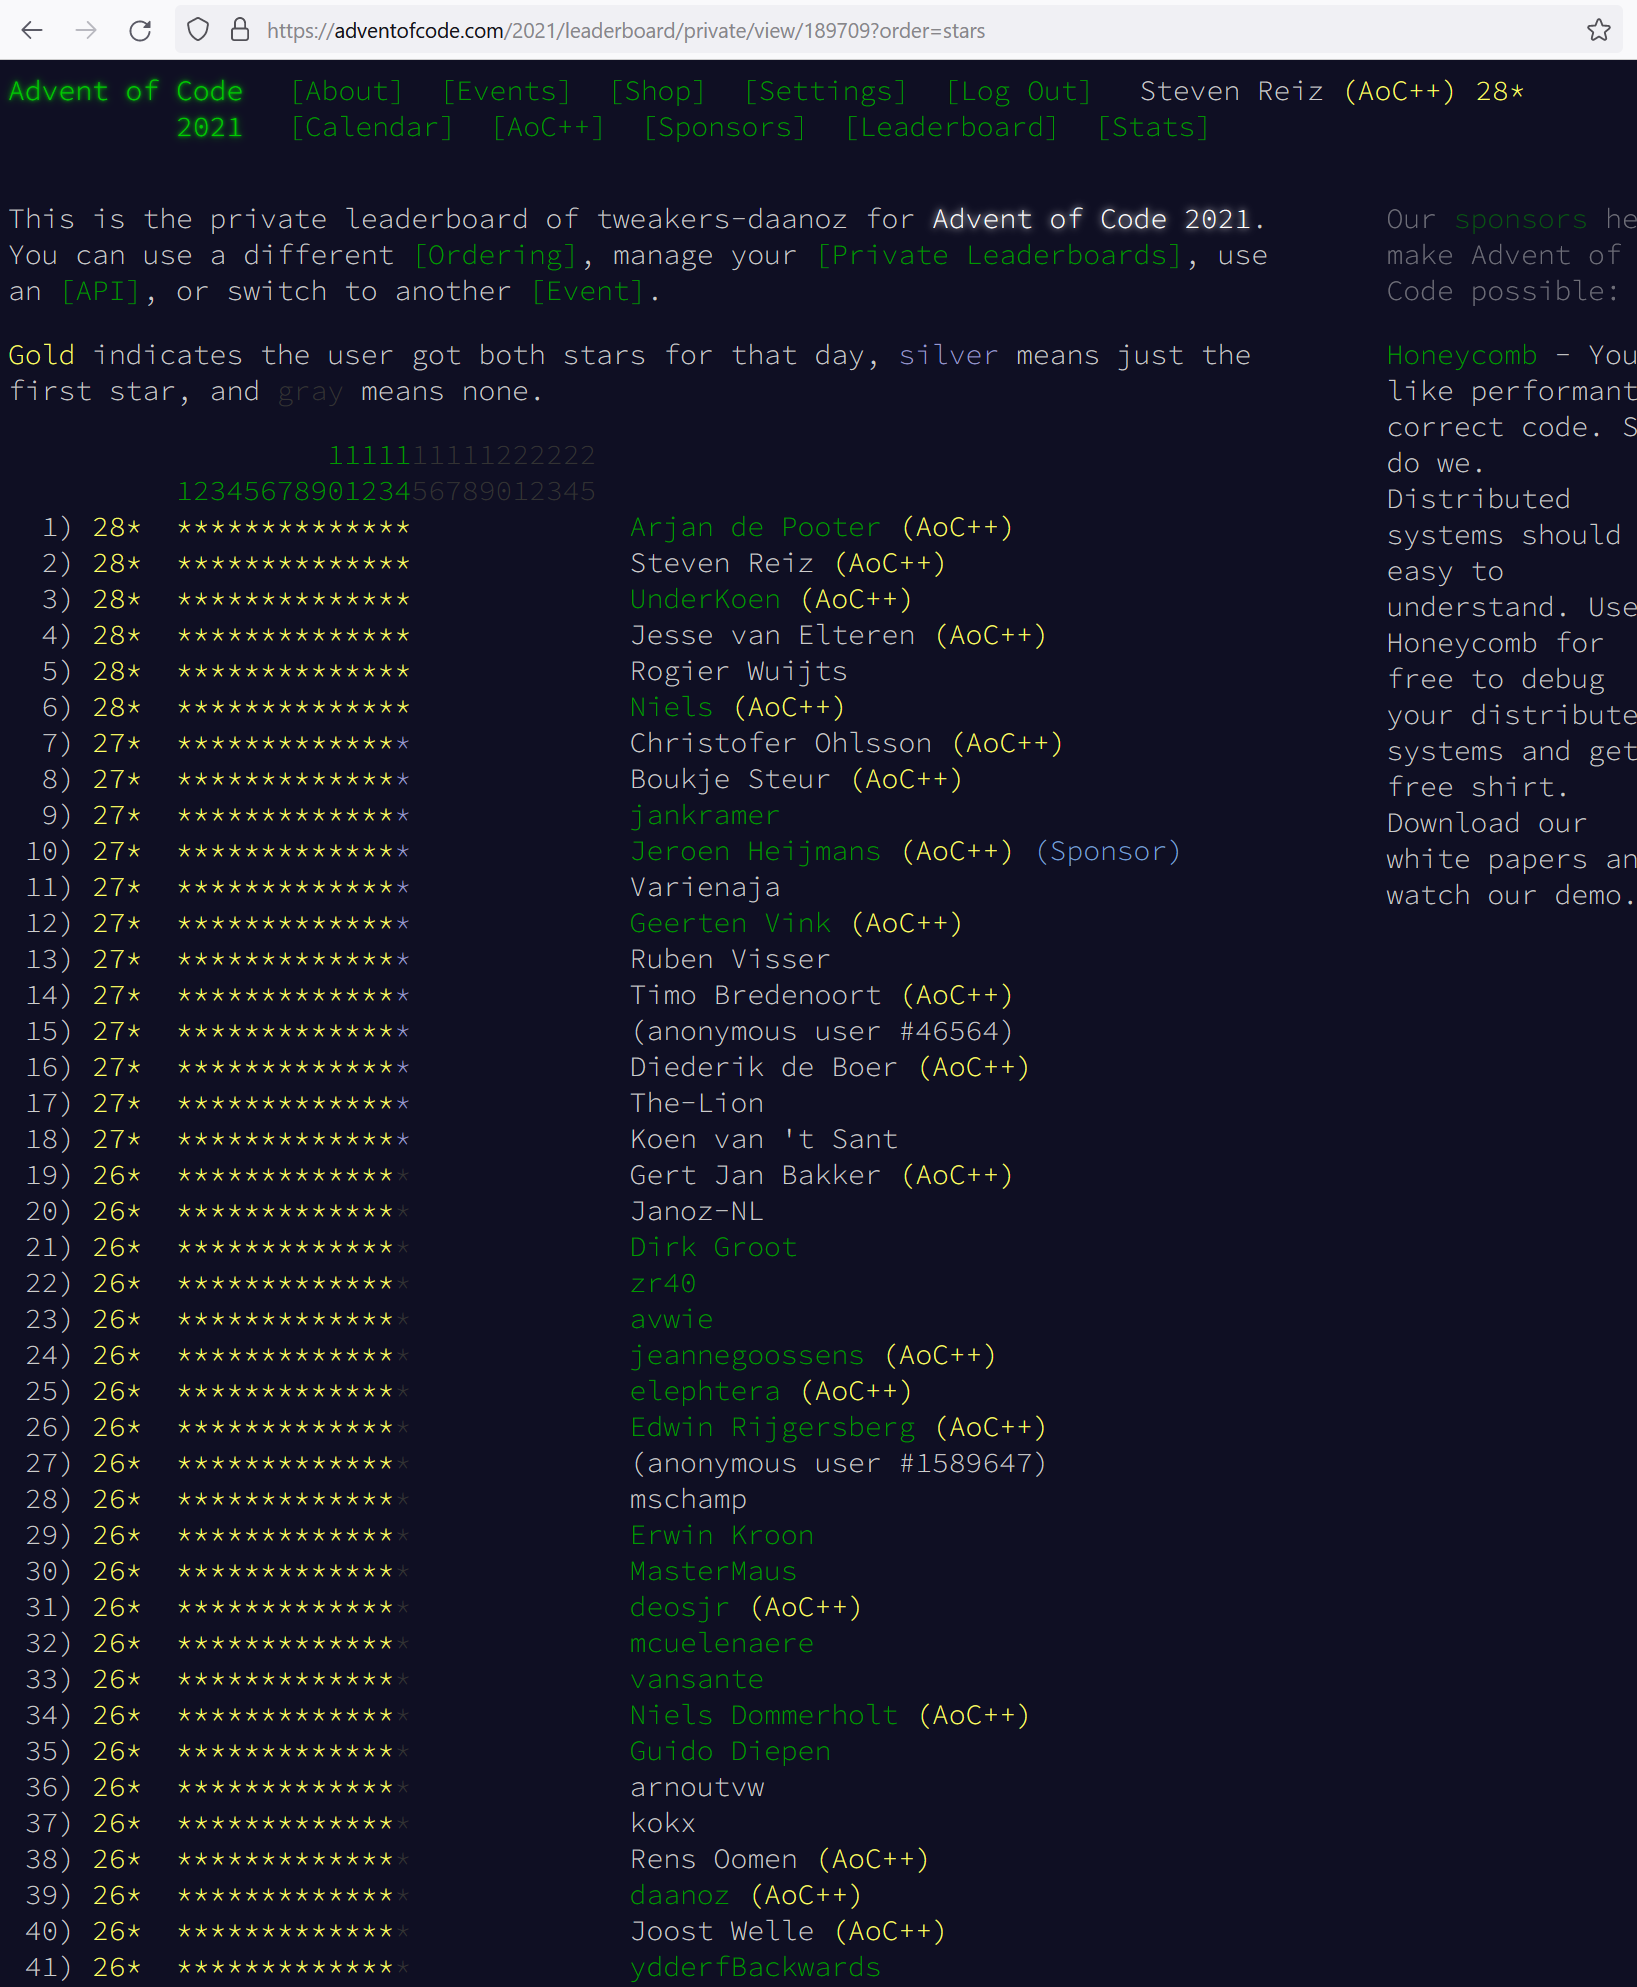 https://adventofcode.com/2021/leaderboard/private/view/189709?order=stars
Advent of Code [About] [Events] [Shop] [Settings] [Log Out] Steven Reiz (AoC++) 28*
2021 [Calendar] [AoC++] [Sponsors] [Leaderboard] [Stats]
This is the private leaderboard of tweakers-daanoz for Advent of Code 2021.
You can use a different [Ordering], manage your [Private Leaderboards], use
an [API], or switch to another [Event].
Gold indicates the user got both stars for that day, silver means just the
first star, and gray means none.
1111111111222222
1234567890123456789012345
1) 28* ************** Arjan de Pooter (AoC++)
2) 28* ************** Steven Reiz (AoC++)
3) 28* ************** UnderKoen (AoC++)
4) 28* ************** Jesse van Elteren (AoC++)
5) 28* ************** Rogier Wuijts
6) 28* ************** Niels (AoC++)
7) 27* ************** Christofer Ohlsson (AoC++)
8) 27* ************** Boukje Steur (AoC++)
9) 27* ************** jankramer
10) 27* ************** Jeroen Heijmans (AoC++) (Sponsor)
11) 27* ************** Varienaja
12) 27* ************** Geerten Vink (AoC++)
13) 27* ************** Ruben Visser
14) 27* ************** Timo Bredenoort (AoC++)
15) 27* ************** (anonymous user #46564)
16) 27* ************** Diederik de Boer (AoC++)
17) 27* ************** The-Lion
18) 27* ************** Koen van 't Sant
19) 26* ************** Gert Jan Bakker (AoC++)
20) 26* ************** Janoz-NL
21) 26* ************** Dirk Groot
22) 26* ************** zr40
23) 26* ************** avwie
24) 26* ************** jeannegoossens (AoC++)
25) 26* ************** elephtera (AoC++)
26) 26* ************** Edwin Rijgersberg (AoC++)
27) 26* ************** (anonymous user #1589647)
28) 26* ************** mschamp
29) 26* ************** Erwin Kroon
30) 26* ************** MasterMaus
31) 26* ************** deosjr (AoC++)
32) 26* ************** mcuelenaere
33) 26* ************** vansante
34) 26* ************** Niels Dommerholt (AoC++)
35) 26* ************** Guido Diepen
36) 26* ************** arnoutvw
37) 26* ************** kokx
38) 26* ************** Rens Oomen (AoC++)
39) 26* ************** daanoz (AoC++)
40) 26* ************** Joost Welle (AoC++)
41) 26* ************** ydderfBackwards
Our sponsors he
make Advent of
Code possible:
Honeycomb - You
like performant
correct code. S
do we.
Distributed
systems should
easy to
understand. Use
Honeycomb for
free to debug
your distribute
systems and get
free shirt.
Download our
white papers an
watch our demo.